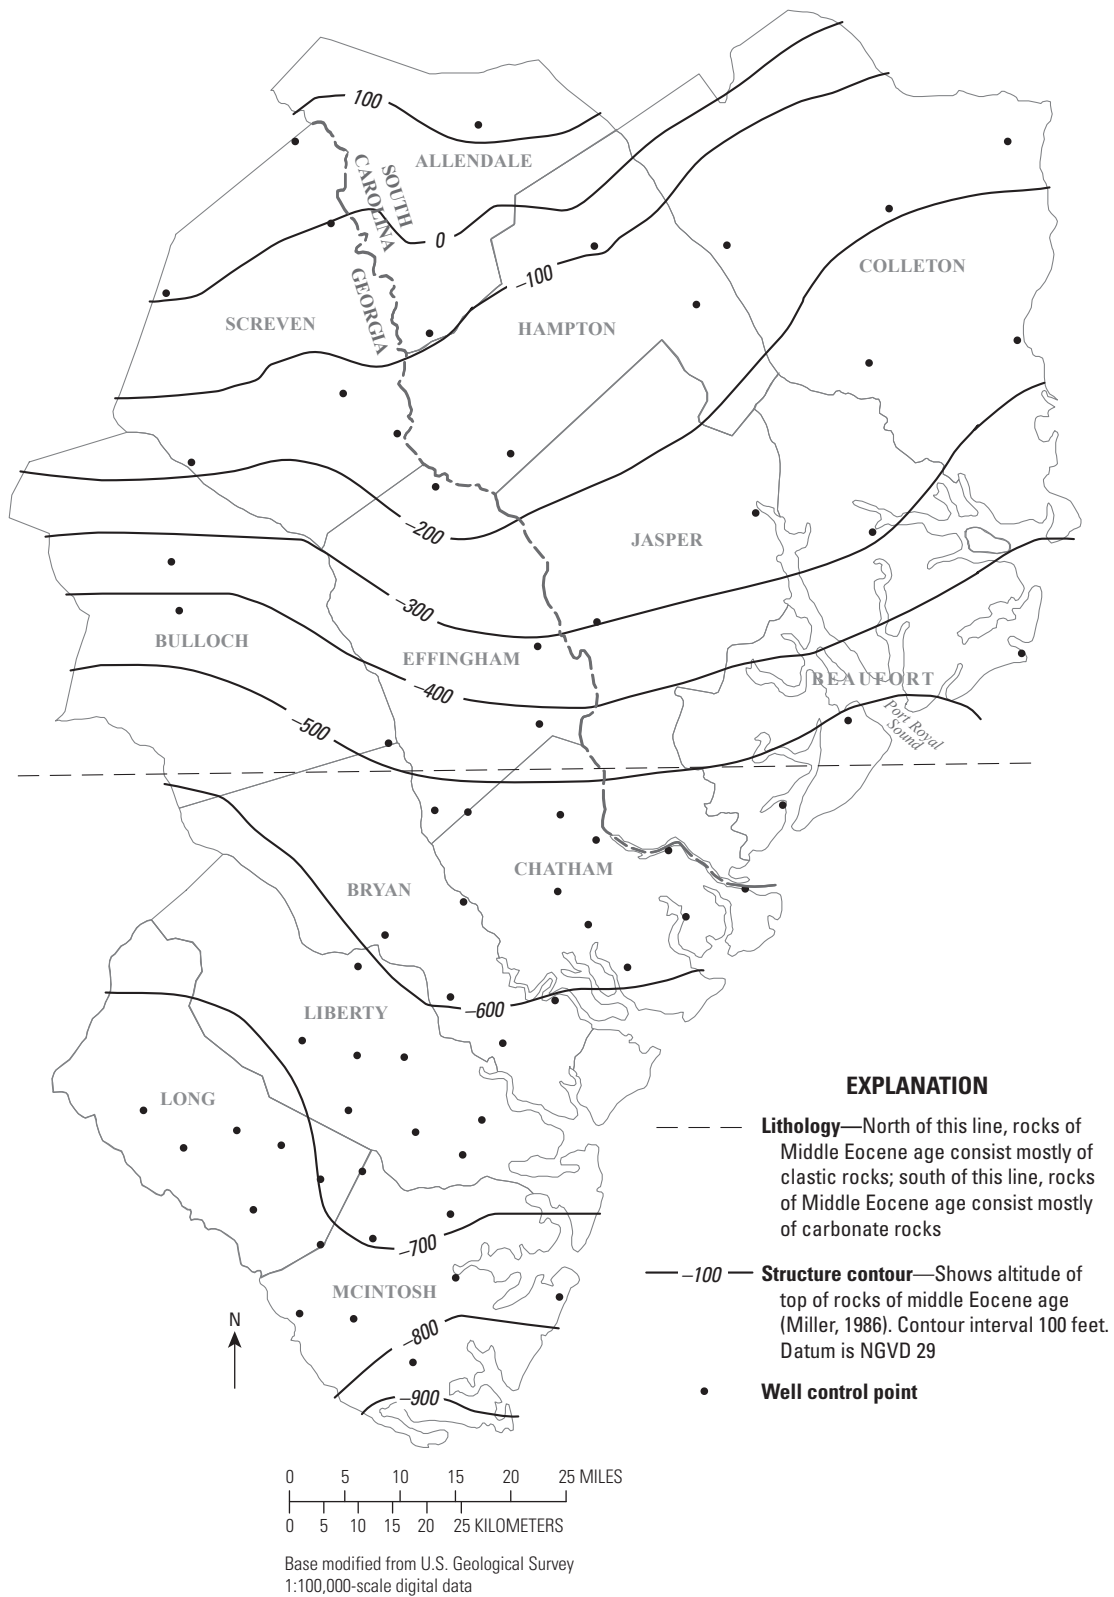 100
ALLENDALE
SOUTH
CAROLINA
0
GEORGIA
–100
COLLETON
SCREVEN
HAMPTON
–200
JASPER
–300
BULLOCH
EFFINGHAM
–400
BEAUFORT
Port Royal
Sound
–500
CHATHAM
BRYAN
–600
LIBERTY
LONG
–700
MCINTOSH
–800
–900
N
EXPLANATION
Lithology—North of this line, rocks of
Middle Eocene age consist mostly of
clastic rocks; south of this line, rocks
of Middle Eocene age consist mostly
of carbonate rocks
–100
Structure contour—Shows altitude of
top of rocks of middle Eocene age
(Miller, 1986). Contour interval 100 feet.
Datum is NGVD 29
Well control point
0 5 10 15 20 25 MILES
0 5 10 15 20 25 KILOMETERS
Base modified from U.S. Geological Survey
1:100,000-scale digital data